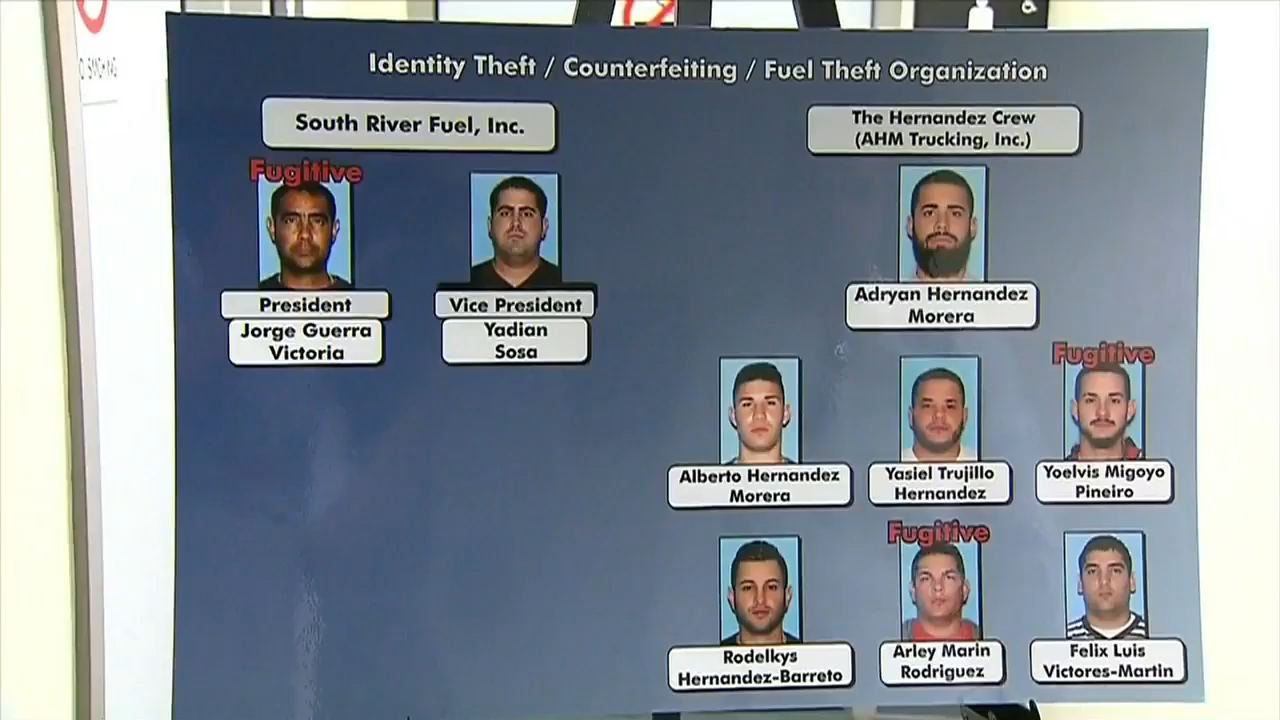 O SMOKING
Identity Theft / Counterfeiting / Fuel Theft Organization
South River Fuel, Inc.
The Hernandez Crew
(AHM Trucking, Inc.)
Fugitive
President
Jorge Guerra
Victoria
Vice President
Yadian
Sosa
Adryan Hernandez
Morera
Alberto Hernandez
Morera
Yasiel Trujillo
Hernandez
Fugitive
Yoelvis Migoyo
Pineiro
Rodelkys
Hernandez-Barreto
Fugitive
Arley Marin
Rodriguez
Felix Luis
Victores-Martin